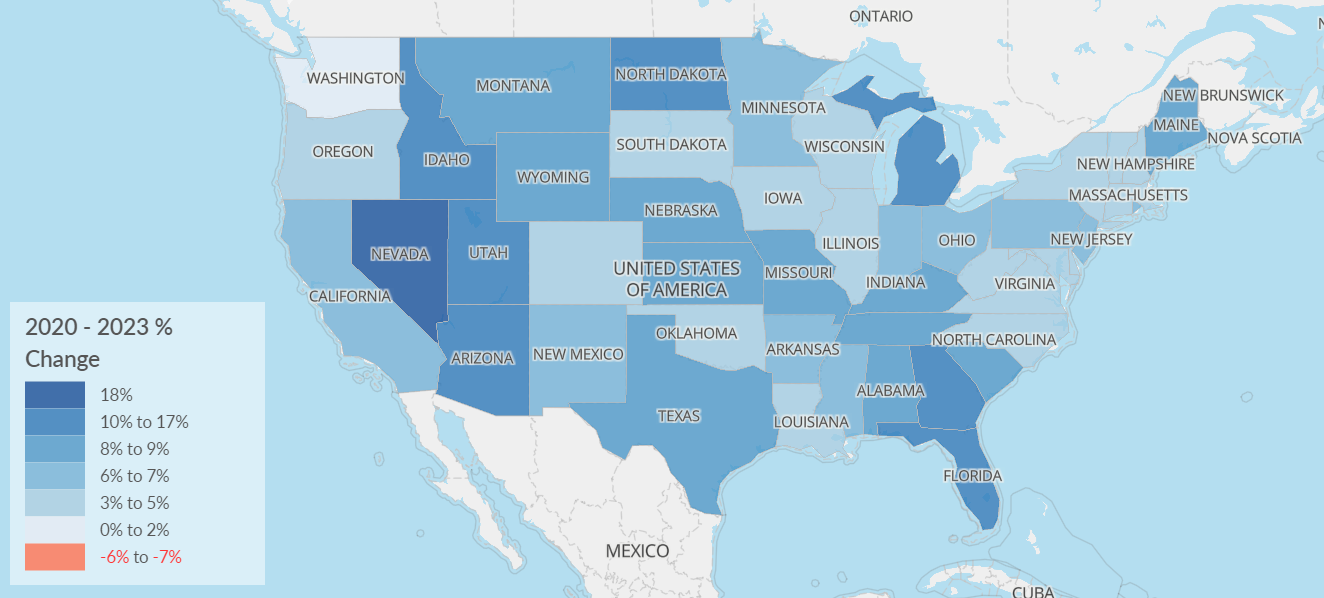 ONTARIO
N
WASHINGTON
MONTANA
NORTH DAKOTA
MINNESOTA
NEW BRUNSWICK
MAINE
NOVA SCOTIA
OREGON
IDAHO
SOUTH DAKOTA
WISCONSIN
NEW HAMPSHIRE
WYOMING
IOWA
MASSACHUSETTS
NEBRASKA
NEVADA
UTAH
ILLINOIS
OHIO
NEW JERSEY
UNITED STATES
OF AMERICA
MISSOURI
INDIANA
VIRGINIA
CALIFORNIA
ARIZONA
NEW MEXICO
OKLAHOMA
ARKANSAS
NORTH CAROLINA
TEXAS
LOUISIANA
ALABAMA
FLORIDA
MEXICO
CUBA
2020 - 2023 %
Change
18%
10% to 17%
8% to 9%
6% to 7%
3% to 5%
0% to 2%
-6% to -7%